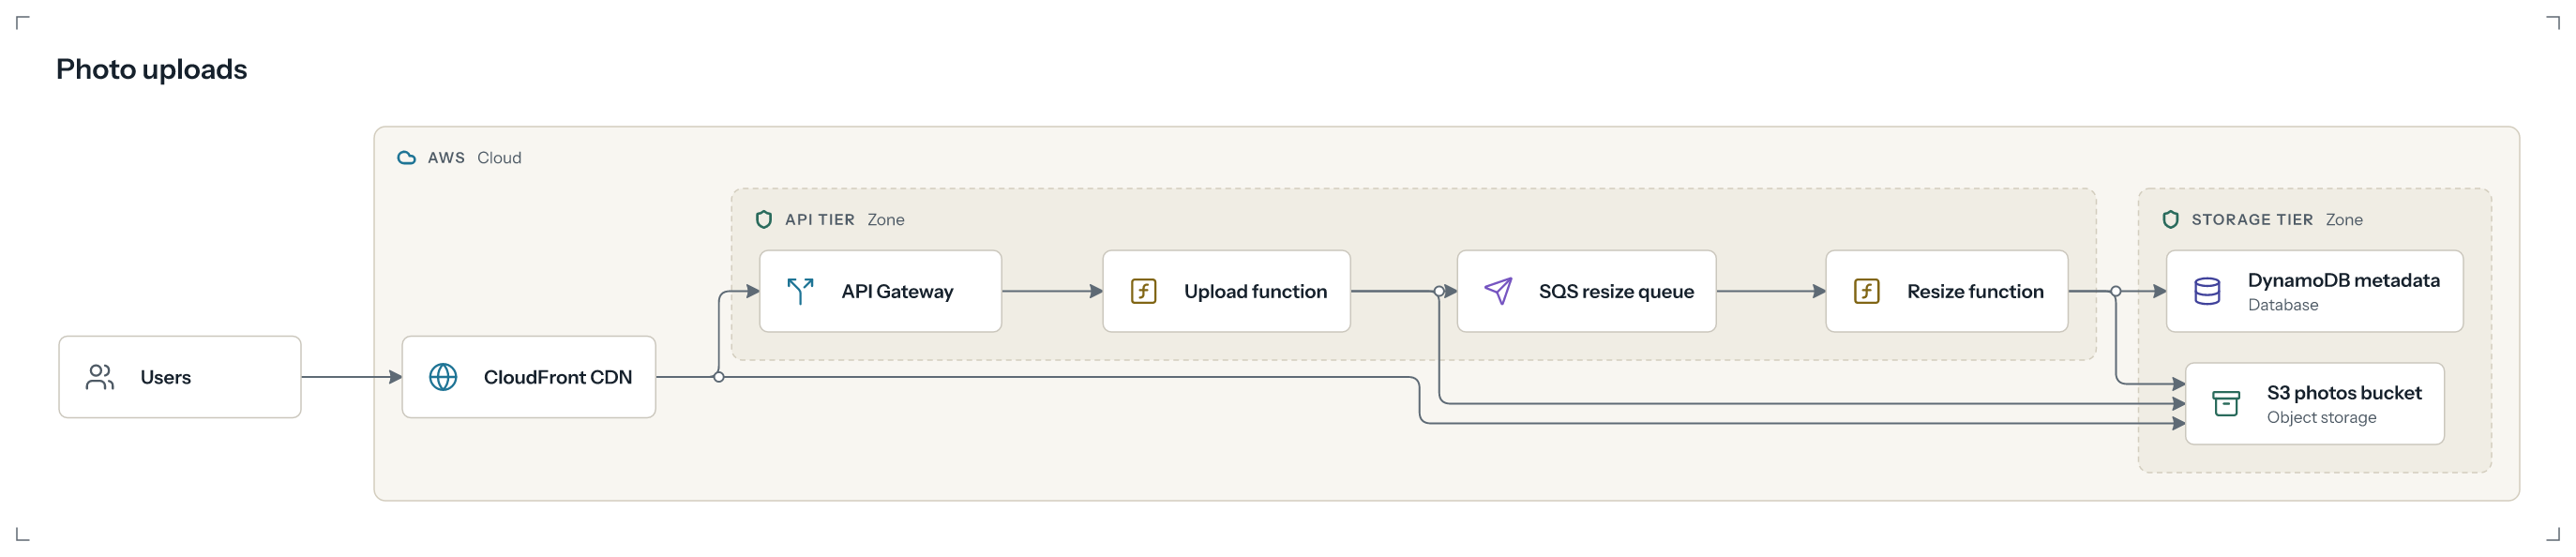 Photo uploads
AWS Cloud
API TIER Zone
STORAGE TIER Zone
API Gateway
Upload function
SQS resize queue
Resize function
DynamoDB metadata
Database
Users
CloudFront CDN
S3 photos bucket
Object storage